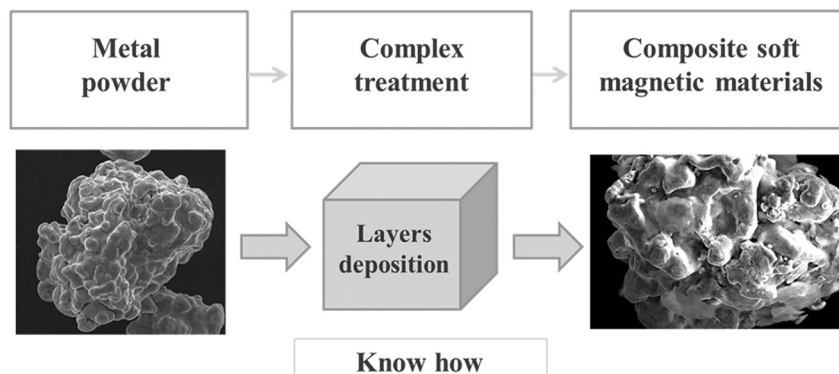 Metal
powder
Complex
treatment
Composite soft
magnetic materials
Layers
deposition
Know how